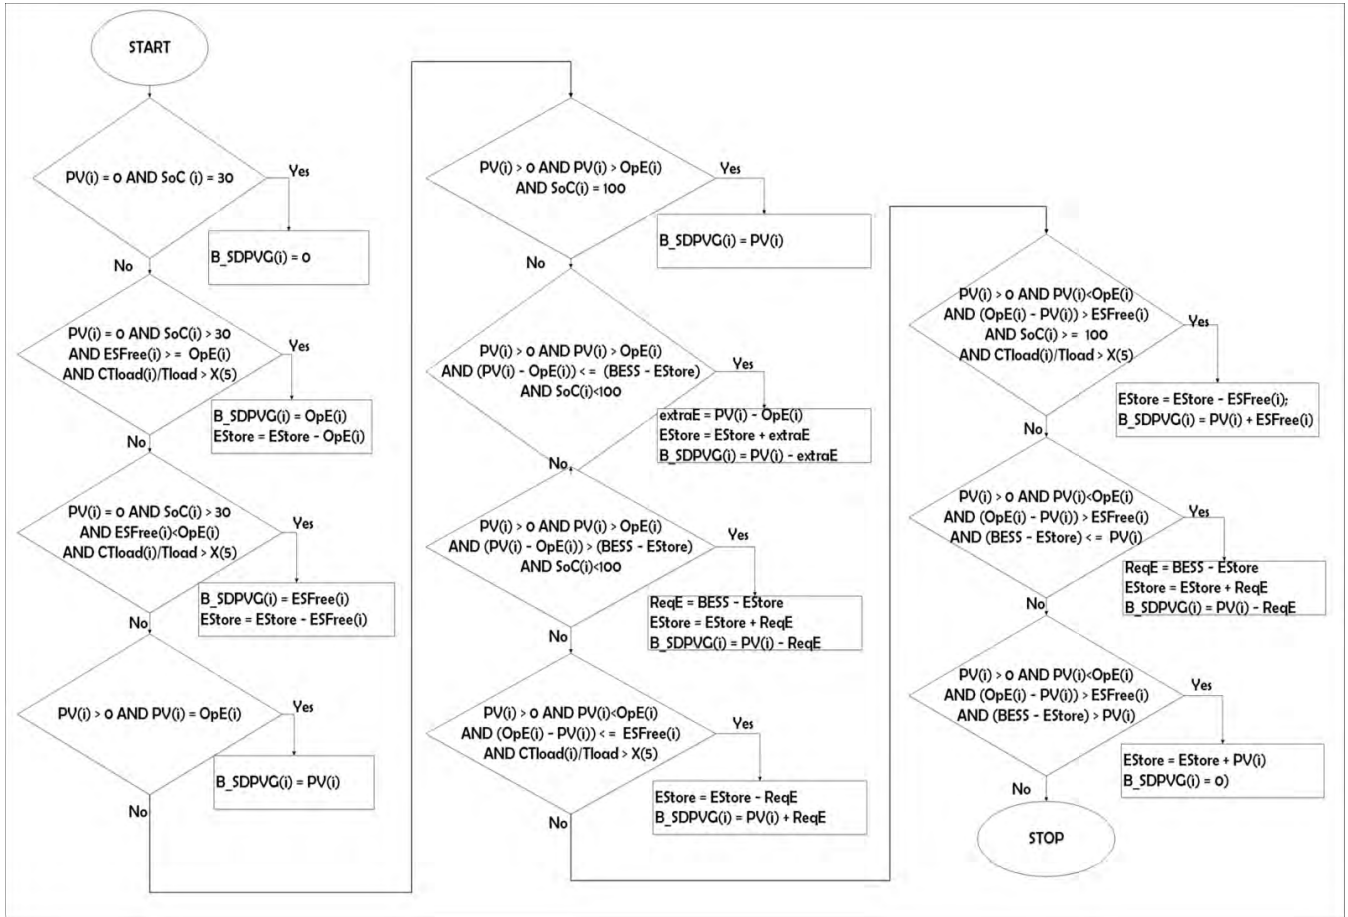 START
PV(i) = 0 AND SoC (i) = 30
Yes
B_SDPVG(i) = 0
No
PV(i) = 0 AND SoC(i) > 30
AND ESFree(i) >= OpE(i)
AND CTload(i)/Tload > X(5)
Yes
B_SDPVG(i) = OpE(i)
EStore = EStore - OpE(i)
No
PV(i) = 0 AND SoC(i) > 30
AND ESFree(i)<OpE(i)
AND CTload(i)/Tload > X(5)
Yes
B_SDPVG(i) = ESFree(i)
EStore = EStore - ESFree(i)
No
PV(i) > 0 AND PV(i) = OpE(i)
Yes
B_SDPVG(i) = PV(i)
No
PV(i) > 0 AND PV(i) > OpE(i)
AND SoC(i) = 100
Yes
B_SDPVG(i) = PV(i)
No
PV(i) > 0 AND PV(i) > OpE(i)
AND (PV(i) - OpE(i)) <= (BESS - EStore)
AND SoC(i)<100
Yes
extraE = PV(i) - OpE(i)
EStore = EStore + extraE
B_SDPVG(i) = PV(i) - extraE
No
PV(i) > 0 AND PV(i) > OpE(i)
AND (PV(i) - OpE(i)) > (BESS - EStore)
AND SoC(i)<100
Yes
ReqE = BESS - EStore
EStore = EStore + ReqE
B_SDPVG(i) = PV(i) - ReqE
No
PV(i) > 0 AND PV(i)<OpE(i)
AND (OpE(i) - PV(i)) <= ESFree(i)
AND CTload(i)/Tload > X(5)
Yes
EStore = EStore - ReqE
B_SDPVG(i) = PV(i) + ReqE
No
PV(i) > 0 AND PV(i)<OpE(i)
AND (OpE(i) - PV(i)) > ESFree(i)
AND SoC(i) >= 100
AND CTload(i)/Tload > X(5)
Yes
EStore = EStore - ESFree(i);
B_SDPVG(i) = PV(i) + ESFree(i)
No
PV(i) > 0 AND PV(i)<OpE(i)
AND (OpE(i) - PV(i)) > ESFree(i)
AND (BESS - EStore) <= PV(i)
Yes
ReqE = BESS - EStore
EStore = EStore + ReqE
B_SDPVG(i) = PV(i) - ReqE
No
PV(i) > 0 AND PV(i)<OpE(i)
AND (OpE(i) - PV(i)) > ESFree(i)
AND (BESS - EStore) > PV(i)
Yes
EStore = EStore + PV(i)
B_SDPVG(i) = 0)
No
STOP